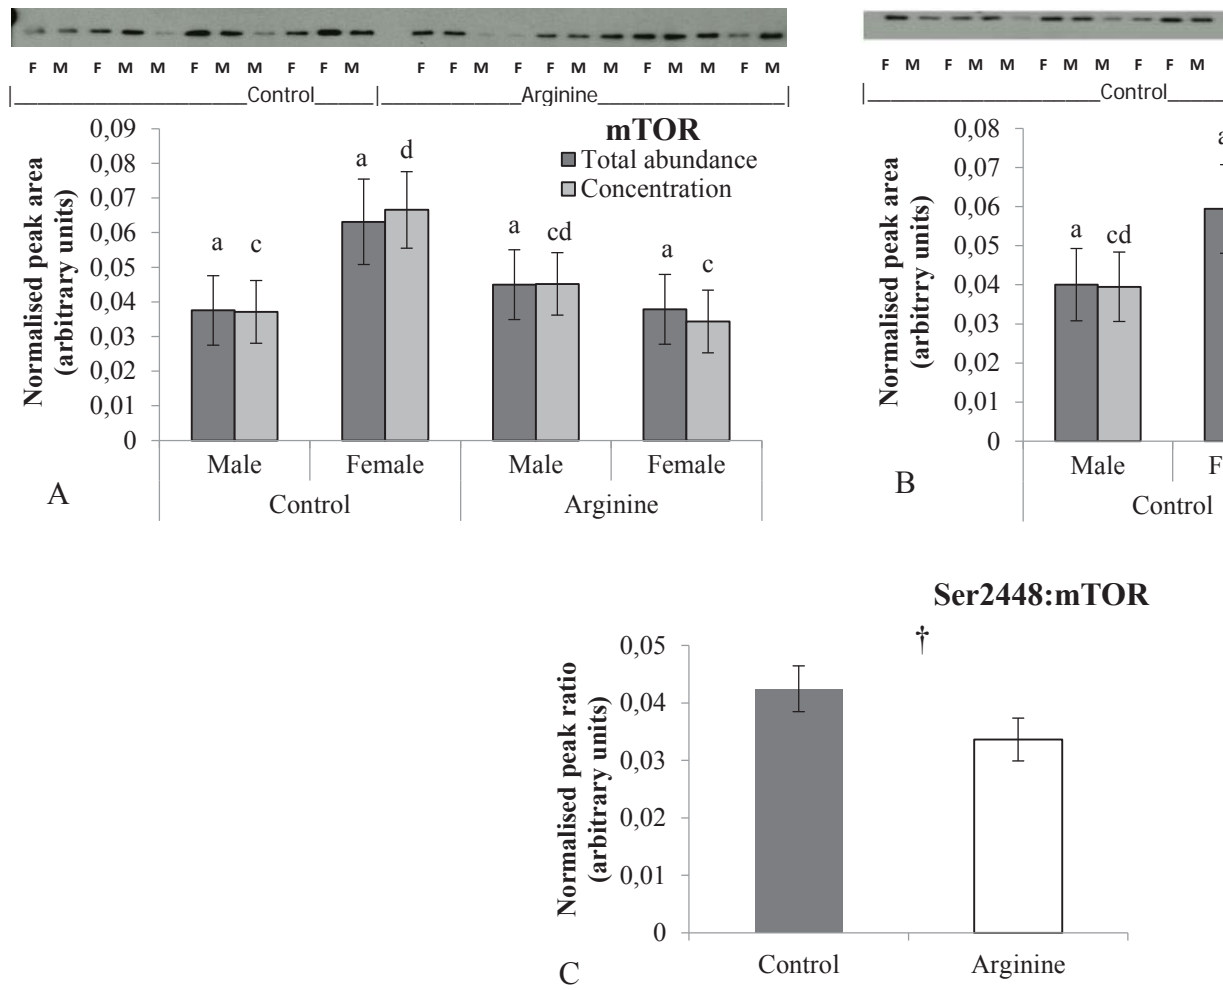 F M F M M F M M F F M F F M F F M M F M M F M
|____Control____|____Arginine____|
mTOR
Total abundance
Concentration
Normalised peak area
(arbitrary units)
0,09
0,08
0,07
0,06
0,05
0,04
0,03
0,02
0,01
0
a c
a d
a cd
a c
Male Female Male Female
Control Arginine
A
F M F M M F M M F F M
|____Control
Normalised peak area
(arbitrry units)
0,08
0,07
0,06
0,05
0,04
0,03
0,02
0,01
0
a cd
a
Male F
Control
B
Ser2448:mTOR
†
Normalised peak ratio
(arbitrary units)
0,05
0,04
0,03
0,02
0,01
0
Control Arginine
C